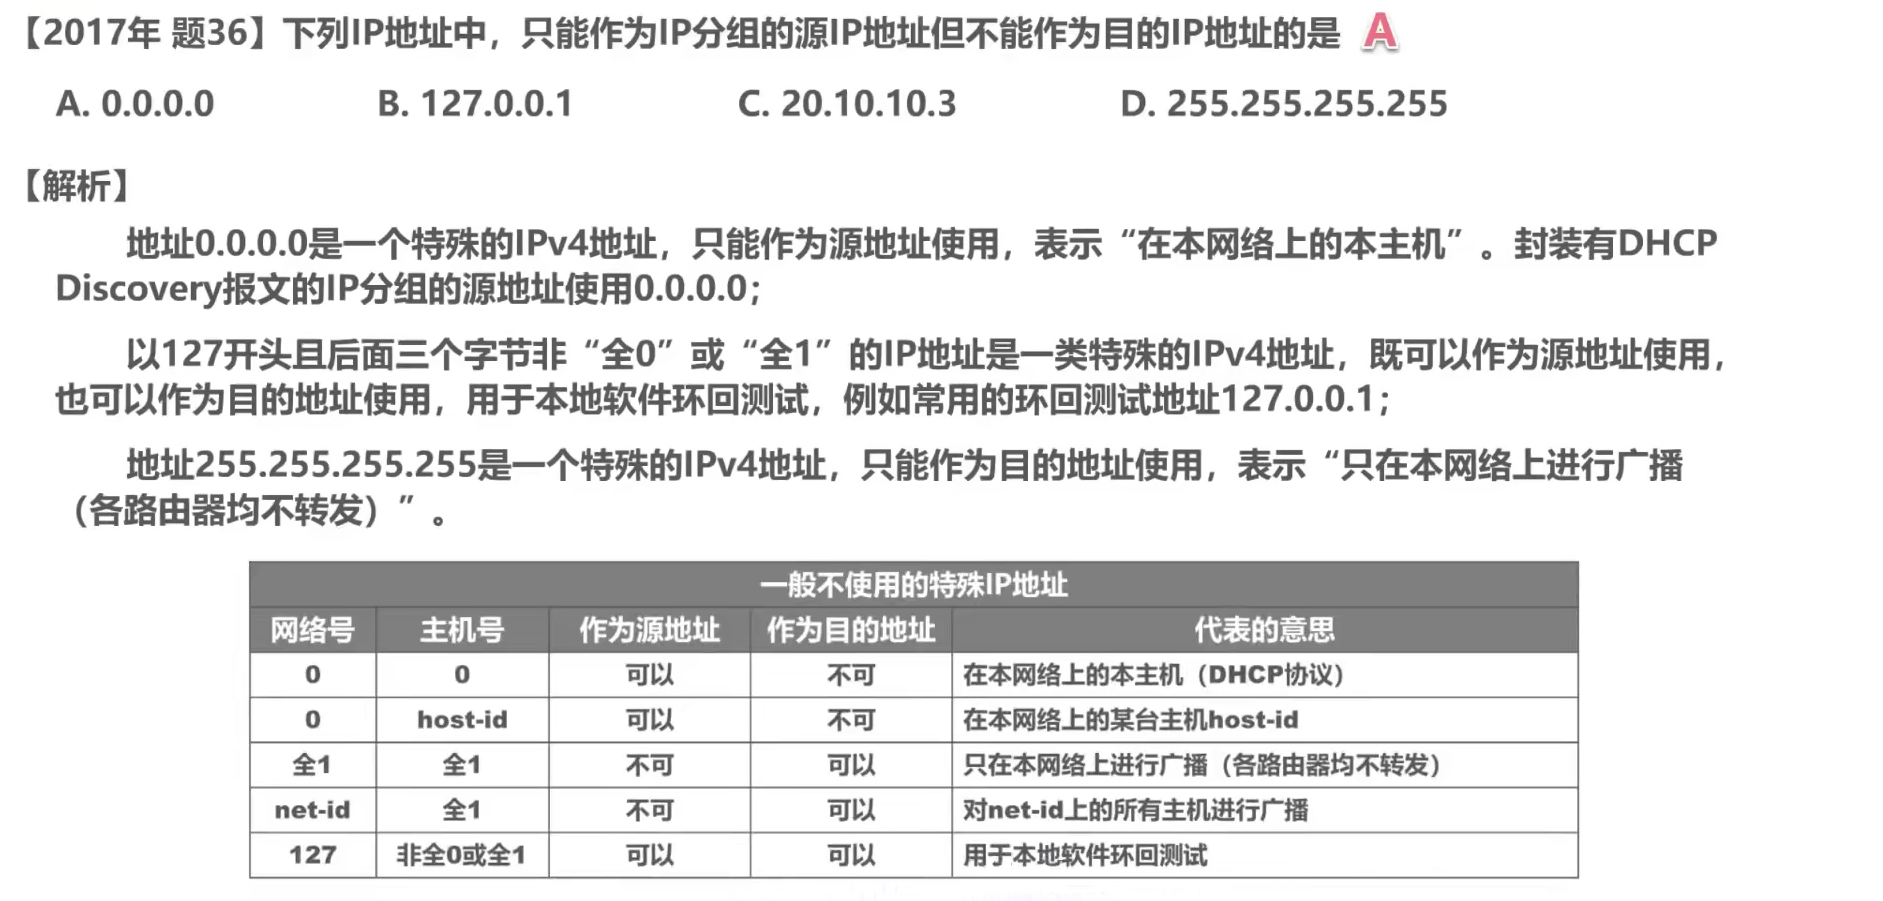 【2017年 题36】下列IP地址中，只能作为IP分组的源IP地址但不能作为目的IP地址的是 A
A. 0.0.0.0 B. 127.0.0.1 C. 20.10.10.3 D. 255.255.255.255
【解析】
地址0.0.0.0是一个特殊的IPv4地址，只能作为源地址使用，表示“在本网络上的本主机”。封装有DHCP
Discovery报文的IP分组的源地址使用0.0.0.0；
以127开头且后面三个字节非“全0”或“全1”的IP地址是一类特殊的IPv4地址，既可以作为源地址使用，
也可以作为目的地址使用，用于本地软件环回测试，例如常用的环回测试地址127.0.0.1；
地址255.255.255.255是一个特殊的IPv4地址，只能作为目的地址使用，表示“只在本网络上进行广播
（各路由器均不转发）”。
一般不使用的特殊IP地址
网络号 主机号 作为源地址 作为目的地址 代表的意思
0 0 可以 不可 在本网络上的本主机（DHCP协议）
0 host-id 可以 不可 在本网络上的某台主机host-id
全1 全1 不可 可以 只在本网络上进行广播（各路由器均不转发）
net-id 全1 不可 可以 对net-id上的所有主机进行广播
127 非全0或全1 可以 可以 用于本地软件环回测试